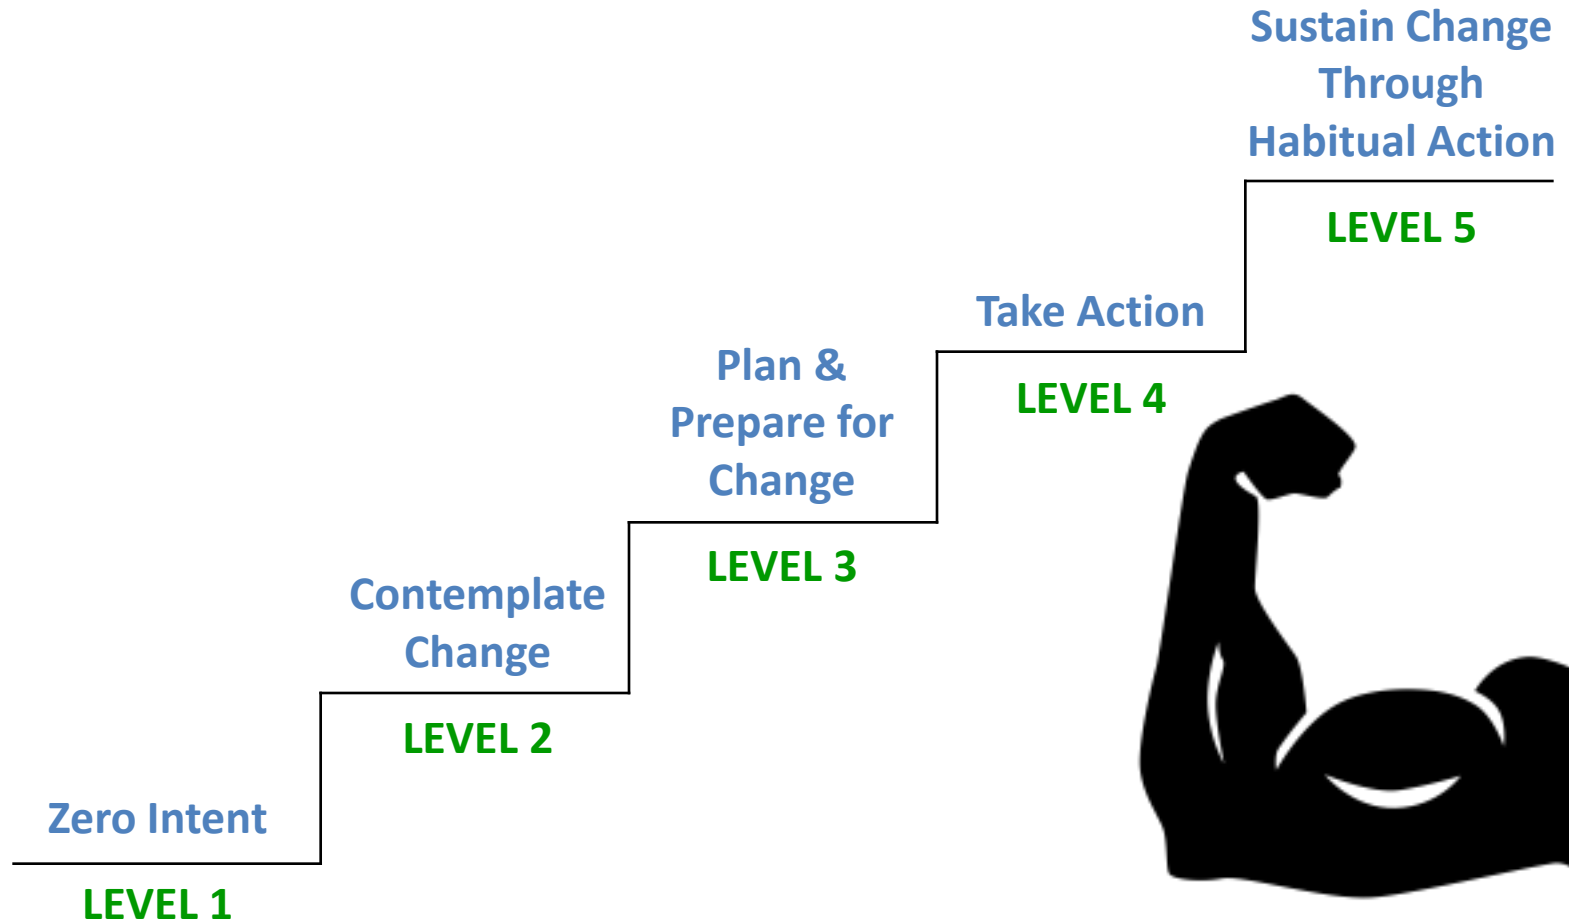 Sustain Change
Through
Habitual Action
LEVEL 5
Take Action
LEVEL 4
Plan &
Prepare for
Change
LEVEL 3
Contemplate
Change
LEVEL 2
Zero Intent
LEVEL 1